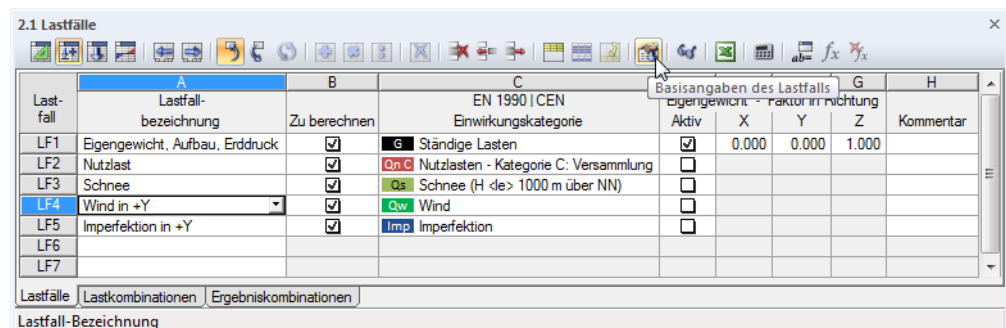 2.1 Lastfälle
Basisangaben des Lastfalls
A B C G H
Last-fall Lastfall-bezeichnung Zu berechnen EN 1990 | CEN Einwirkungskategorie Eigengewicht - Faktor in Richtung Aktiv X Y Z Kommentar
LF1 Eigengewicht, Aufbau, Erddruck G Ständige Lasten 0.000 0.000 1.000
LF2 Nutzlast Qn C Nutzlasten - Kategorie C: Versammlung
LF3 Schnee Qs Schnee (H <le> 1000 m über NN)
LF4 Wind in +Y Qw Wind
LF5 Imperfektion in +Y Imp Imperfektion
LF6
LF7
Lastfälle Lastkombinationen Ergebniskombinationen
Lastfall-Bezeichnung